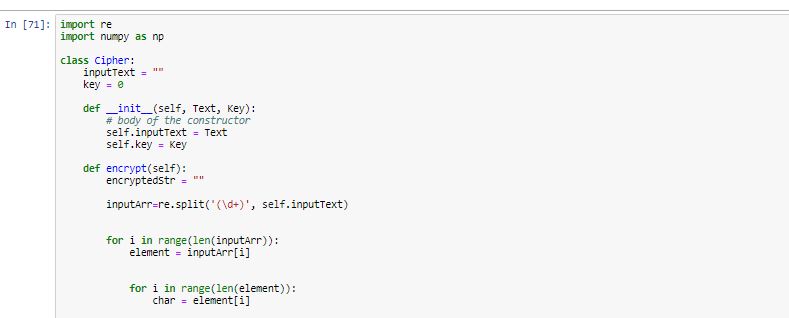 In [71]: import re
import numpy as np
class Cipher:
inputText = ""
key = 0
def __init__(self, Text, Key):
# body of the constructor
self.inputText = Text
self.key = Key
def encrypt(self):
encryptedStr = ""
inputArr=re.split('(\d+)', self.inputText)
for i in range(len(inputArr)):
element = inputArr[i]
for i in range(len(element)):
char = element[i]